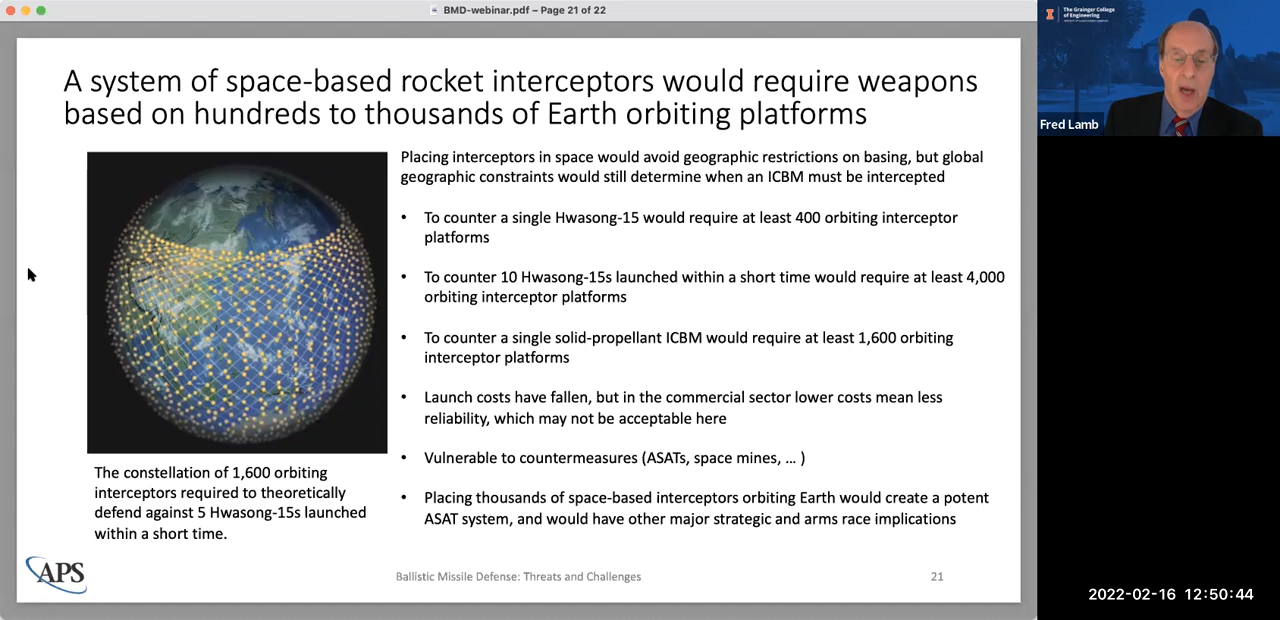 BMD-webinar.pdf – Page 21 of 22
A system of space-based rocket interceptors would require weapons
based on hundreds to thousands of Earth orbiting platforms
Placing interceptors in space would avoid geographic restrictions on basing, but global
geographic constraints would still determine when an ICBM must be intercepted
• To counter a single Hwasong-15 would require at least 400 orbiting interceptor
platforms
• To counter 10 Hwasong-15s launched within a short time would require at least 4,000
orbiting interceptor platforms
• To counter a single solid-propellant ICBM would require at least 1,600 orbiting
interceptor platforms
• Launch costs have fallen, but in the commercial sector lower costs mean less
reliability, which may not be acceptable here
• Vulnerable to countermeasures (ASATs, space mines, … )
• Placing thousands of space-based interceptors orbiting Earth would create a potent
ASAT system, and would have other major strategic and arms race implications
The constellation of 1,600 orbiting
interceptors required to theoretically
defend against 5 Hwasong-15s launched
within a short time.
APS
Ballistic Missile Defense: Threats and Challenges
21
The Grainger College
of Engineering
Fred Lamb
2022-02-16 12:50:44